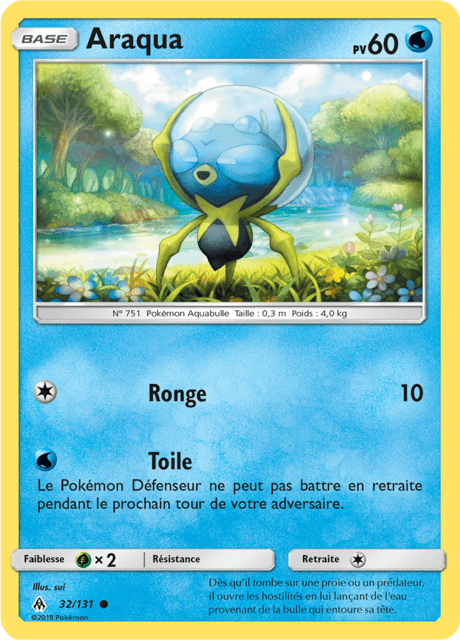 BASE Araqua PV60
N° 751 Pokémon Aquabulle Taille : 0,3 m Poids : 4,0 kg
Ronge 10
Toile
Le Pokémon Défenseur ne peut pas battre en retraite
pendant le prochain tour de votre adversaire.
Faiblesse ×2 Résistance Retraite
Illus. sui
32/131
©2018 Pokémon
Dès qu'il tombe sur une proie ou un prédateur,
il ouvre les hostilités en lui lançant de l'eau
provenant de la bulle qui entoure sa tête.